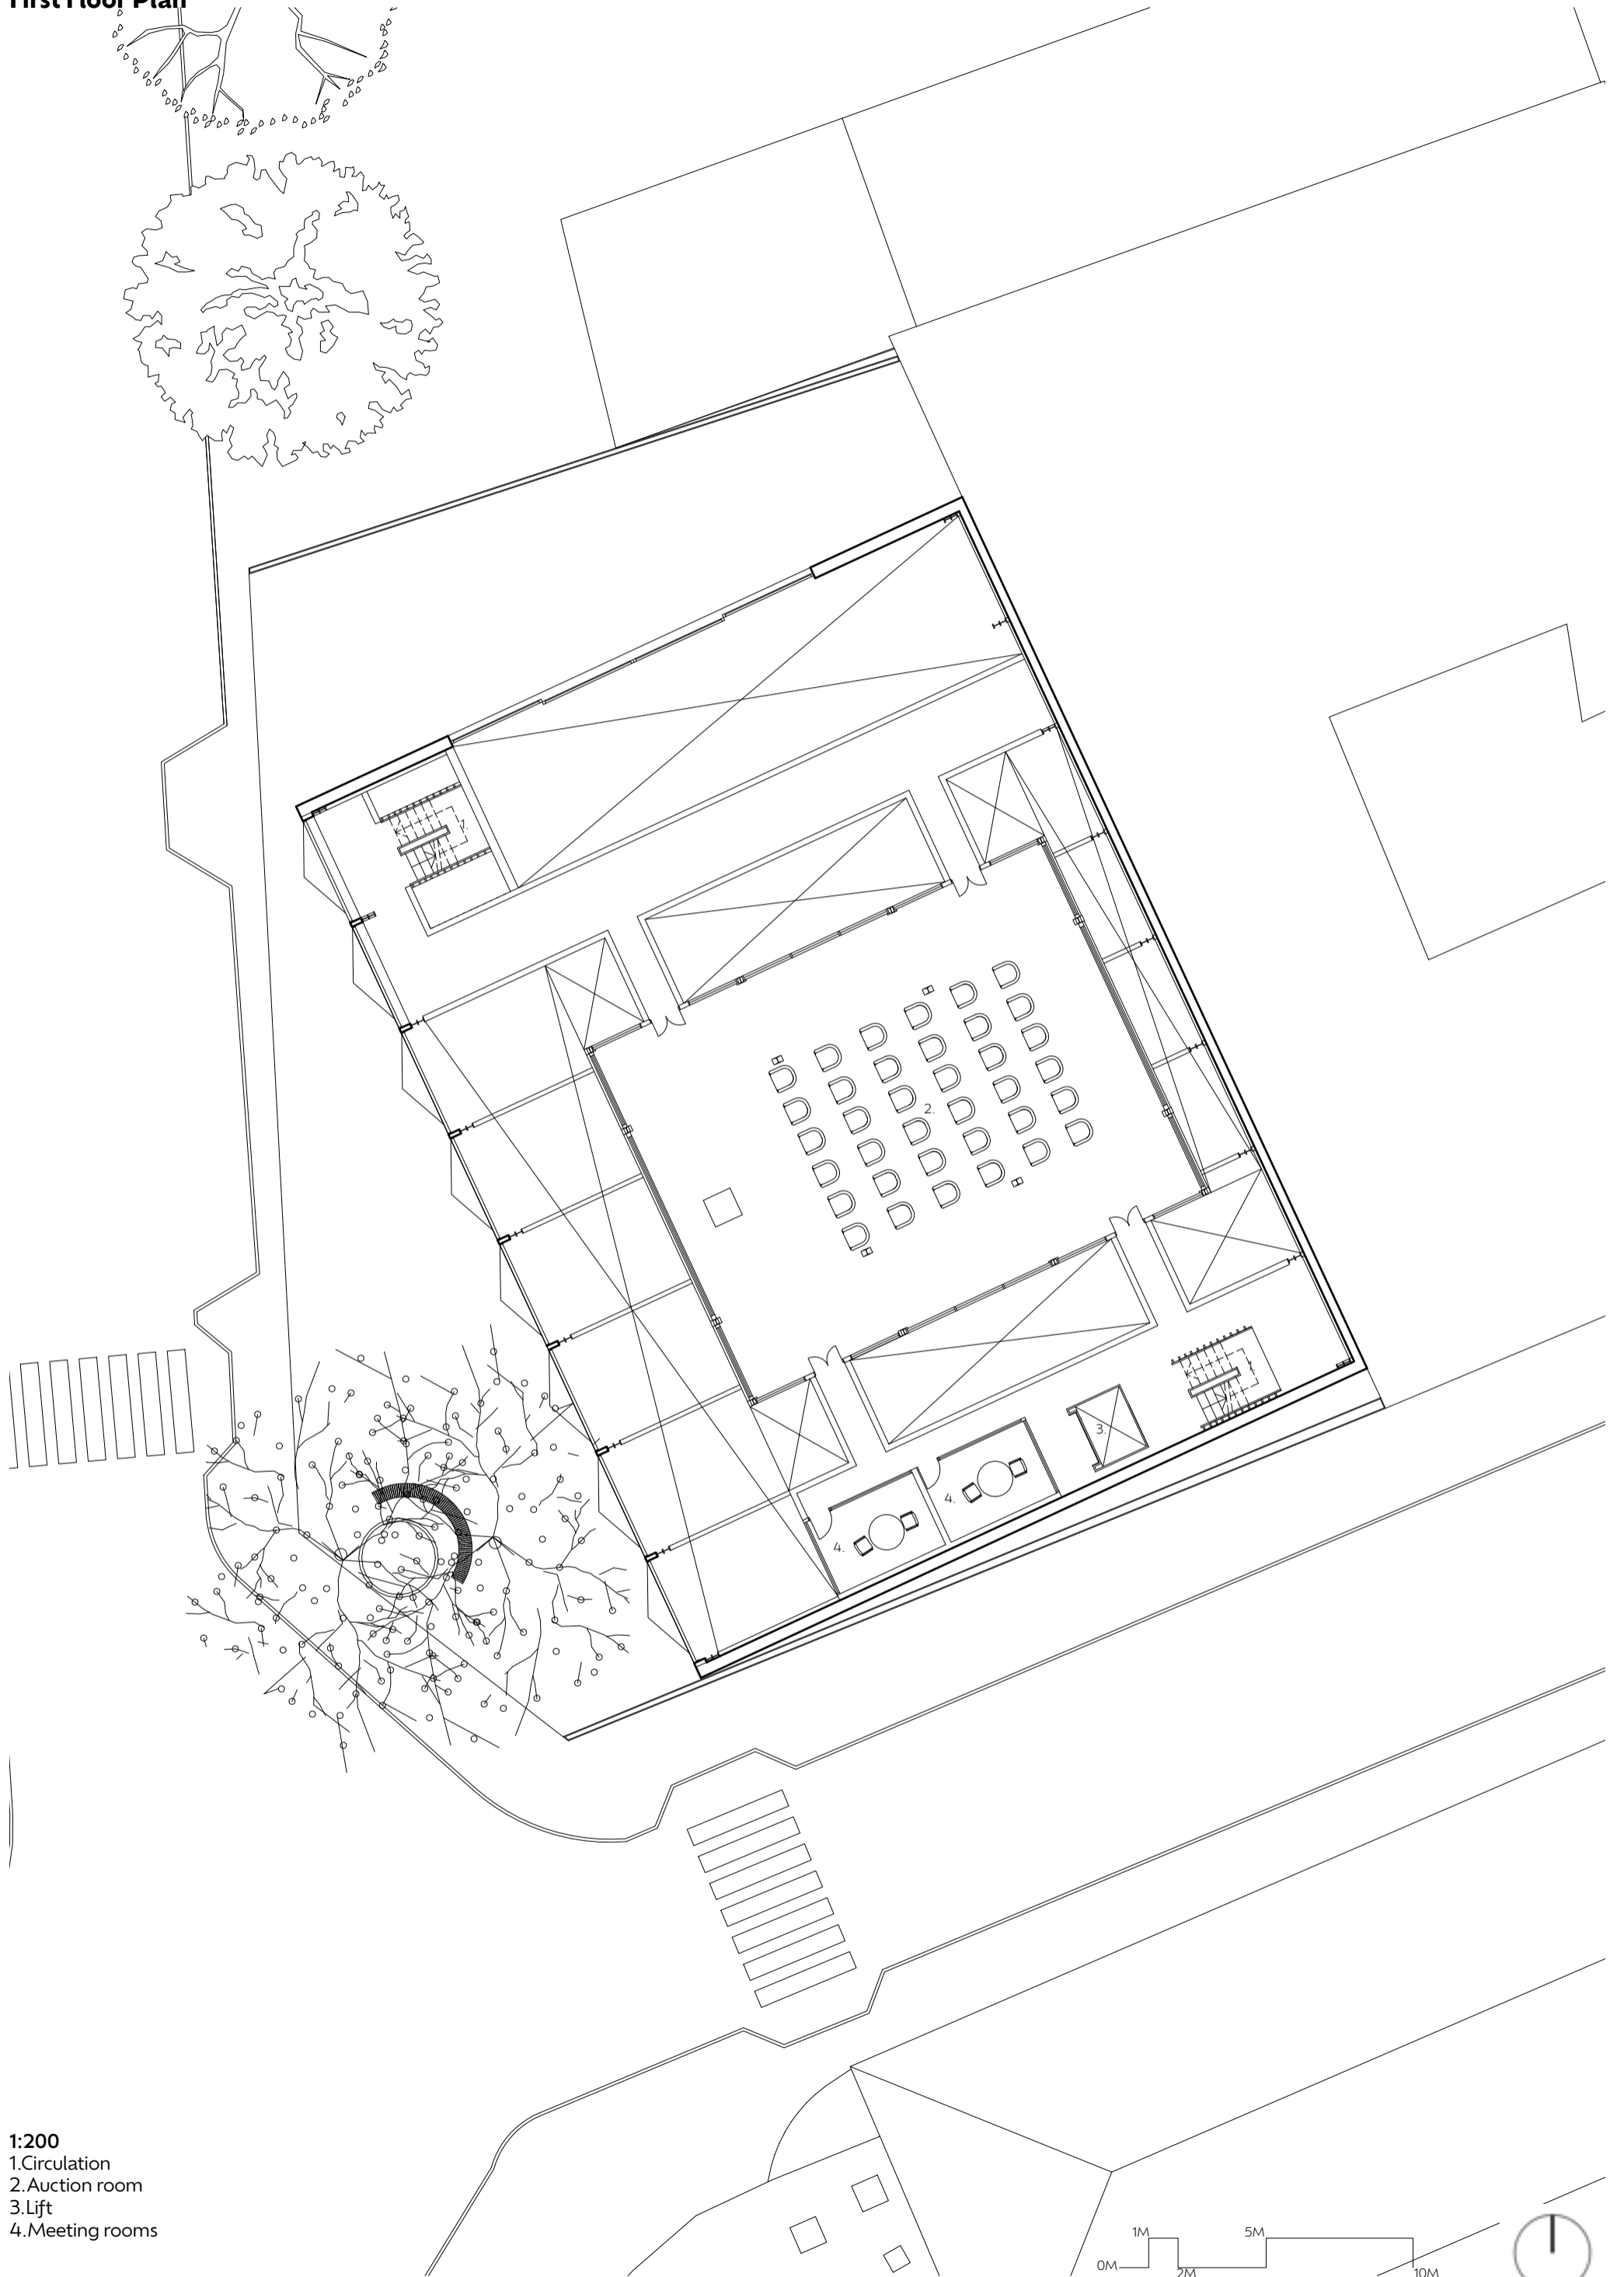 First Floor Plan
1.
2.
3.
4.
4.
1:200
1.Circulation
2.Auction room
3.Lift
4.Meeting rooms
0M 1M 2M 5M 10M